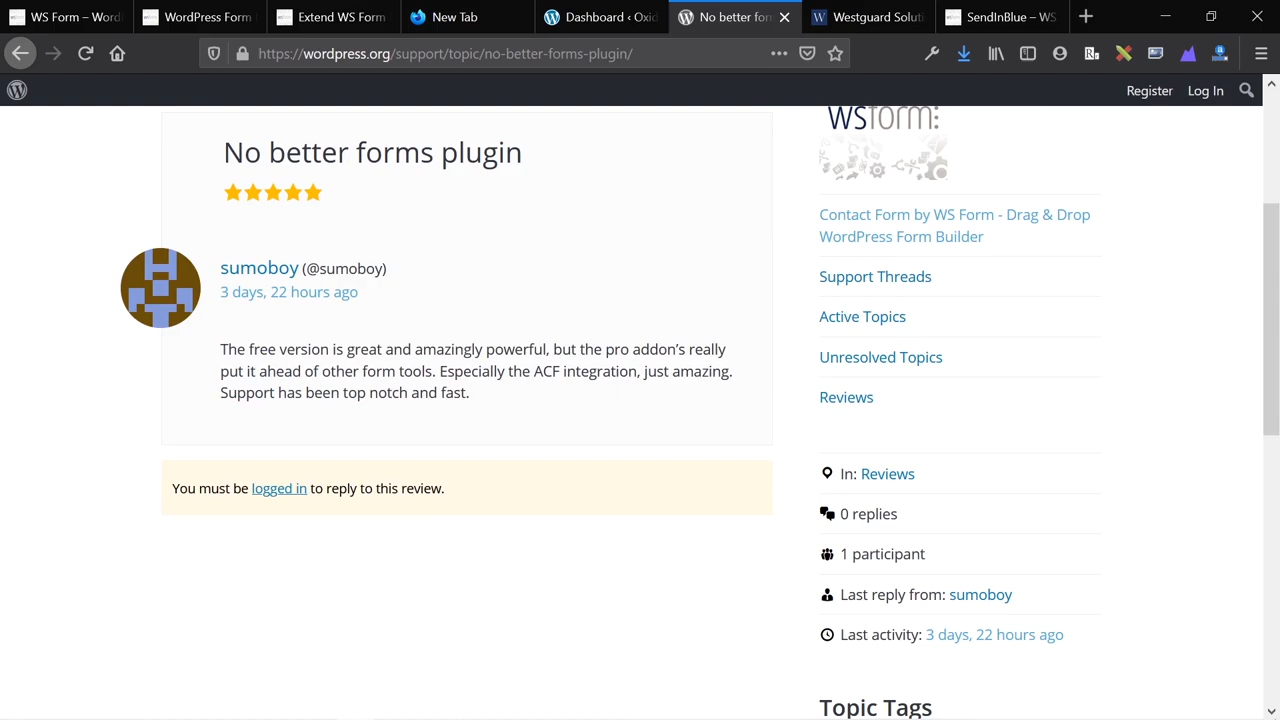 WS Form – Word
WordPress Form
Extend WS Form
New Tab
Dashboard ‹ Oxid
No better for
Westguard Soluti
SendInBlue – WS
https://wordpress.org/support/topic/no-better-forms-plugin/
Register
Log In
No better forms plugin
sumoboy (@sumoboy)
3 days, 22 hours ago
The free version is great and amazingly powerful, but the pro addon's really
put it ahead of other form tools. Especially the ACF integration, just amazing.
Support has been top notch and fast.
You must be logged in to reply to this review.
WSform:
Contact Form by WS Form - Drag & Drop
WordPress Form Builder
Support Threads
Active Topics
Unresolved Topics
Reviews
In: Reviews
0 replies
1 participant
Last reply from: sumoboy
Last activity: 3 days, 22 hours ago
Topic Tags